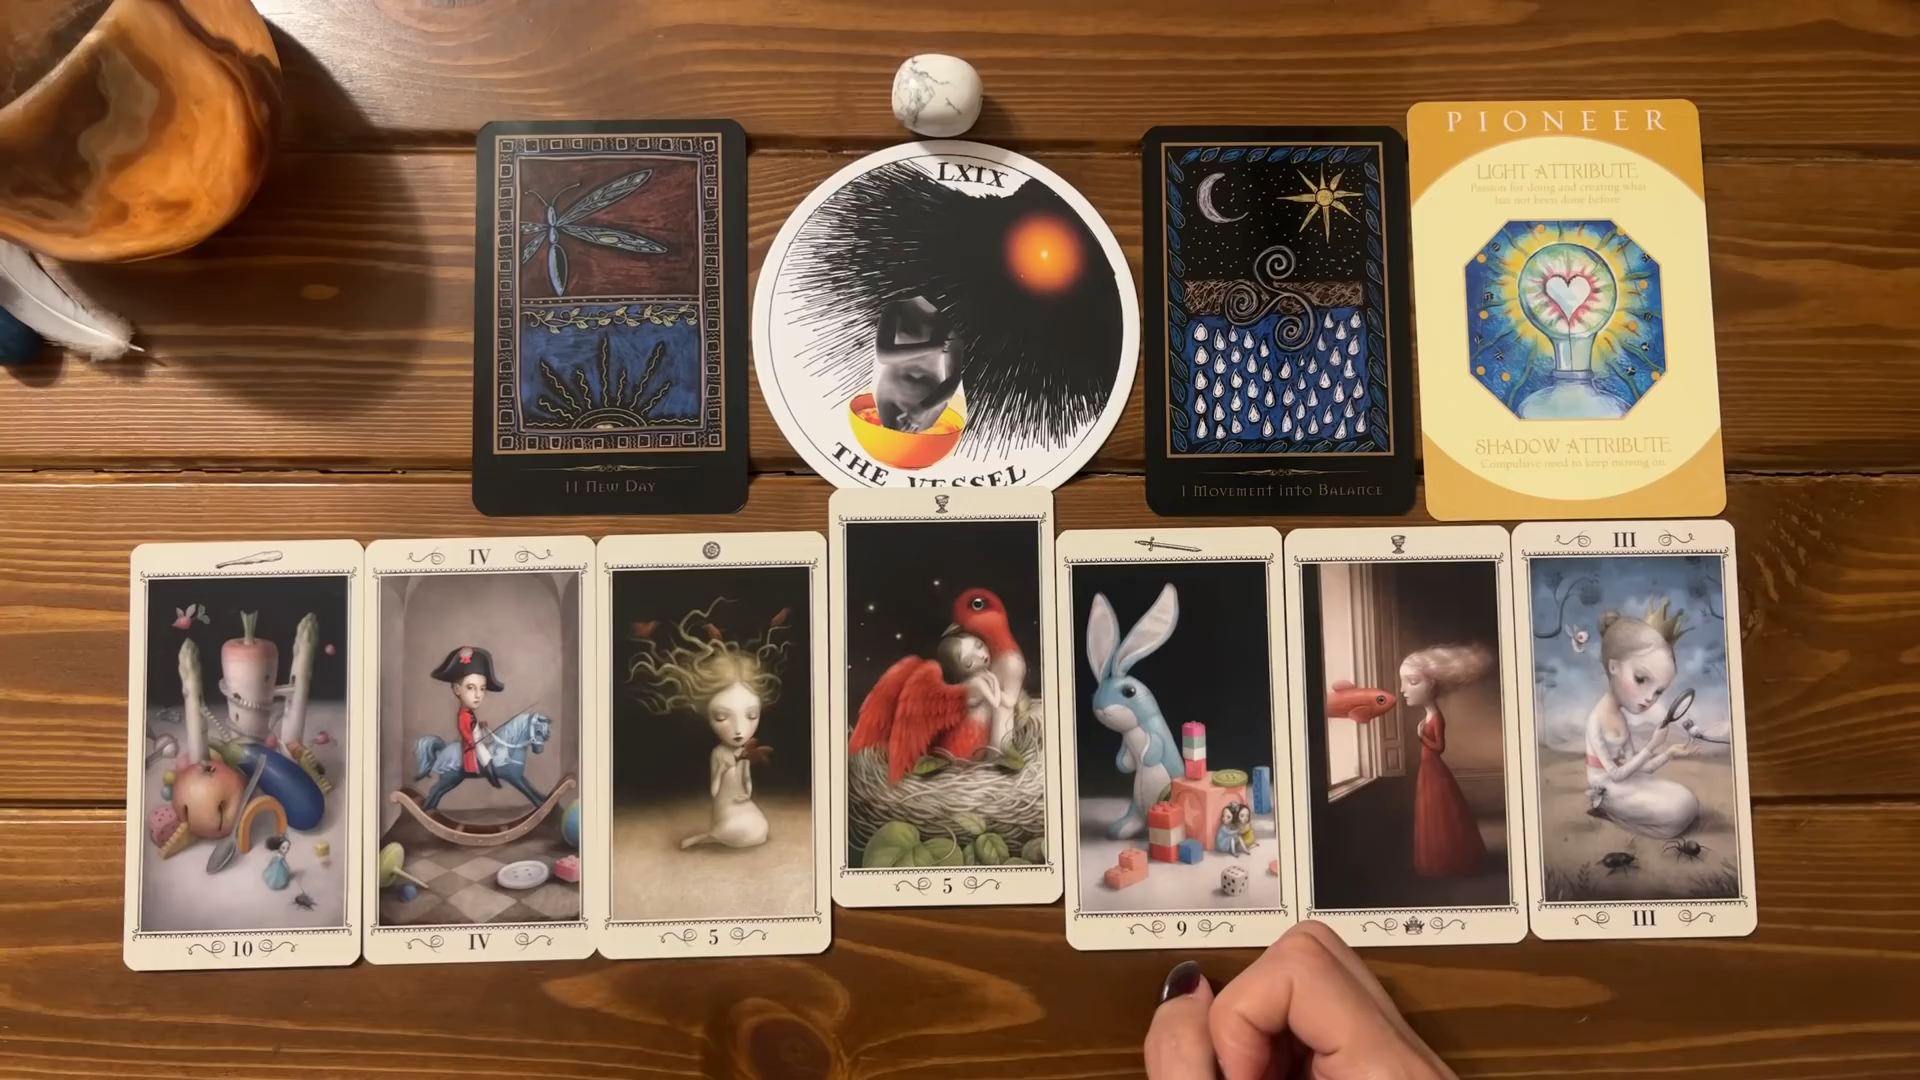 11 NEW DAY
LXIX
THE VESSEL
1 MOVEMENT INTO BALANCE
PIONEER
LIGHT ATTRIBUTE
Passion for doing and creating what
has not been done before
SHADOW ATTRIBUTE
Compulsive need to keep moving on
10
IV
IV
5
5
9
III
III